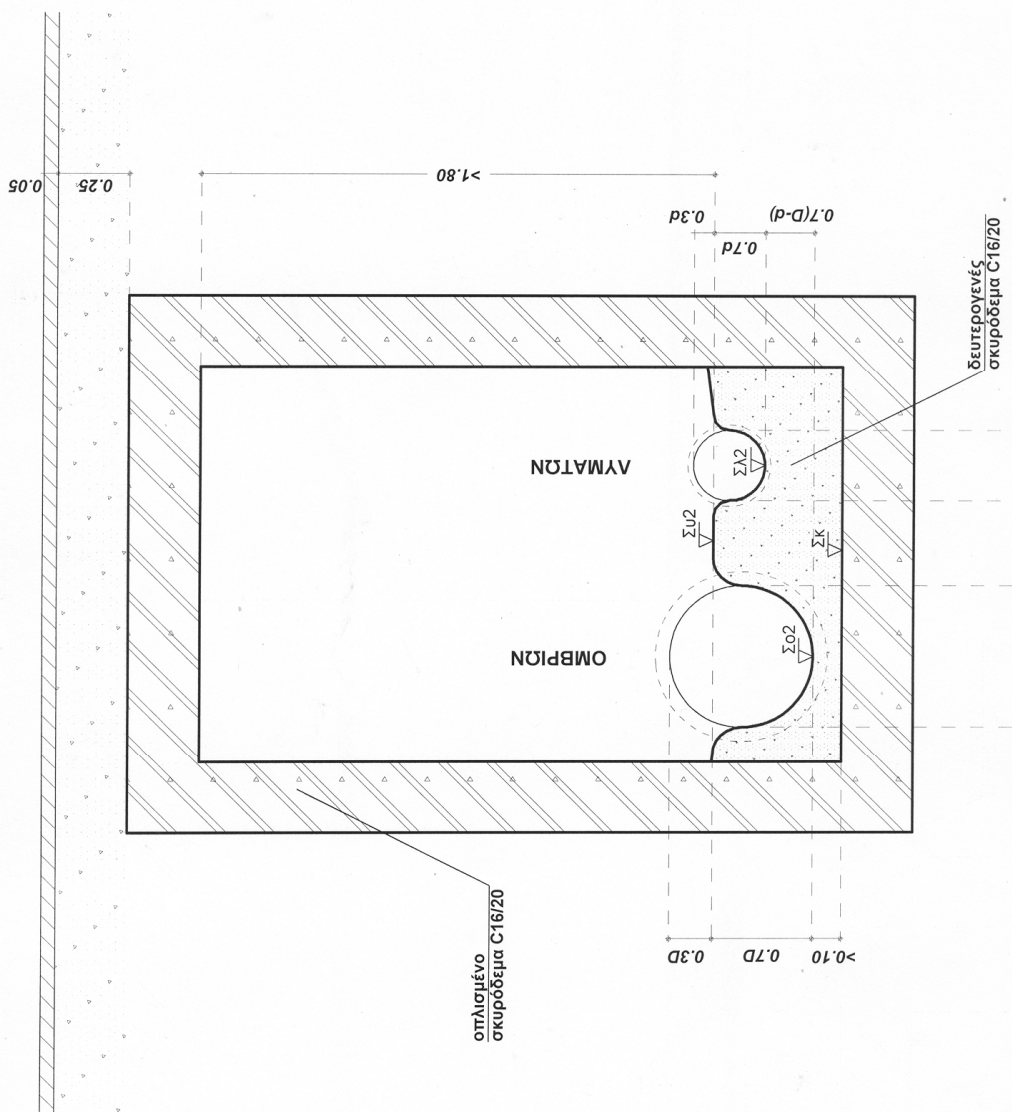 0.05
0.25
>1.80
0.3d
0.7d
0.7(D-d)
δευτερογενές
σκυρόδεμα C16/20
ΛΥΜΑΤΩΝ
Σλ2
Συ2
Σκ
ΟΜΒΡΙΩΝ
Σο2
0.3D
0.7D
>0.10
οπλισμένο
σκυρόδεμα C16/20